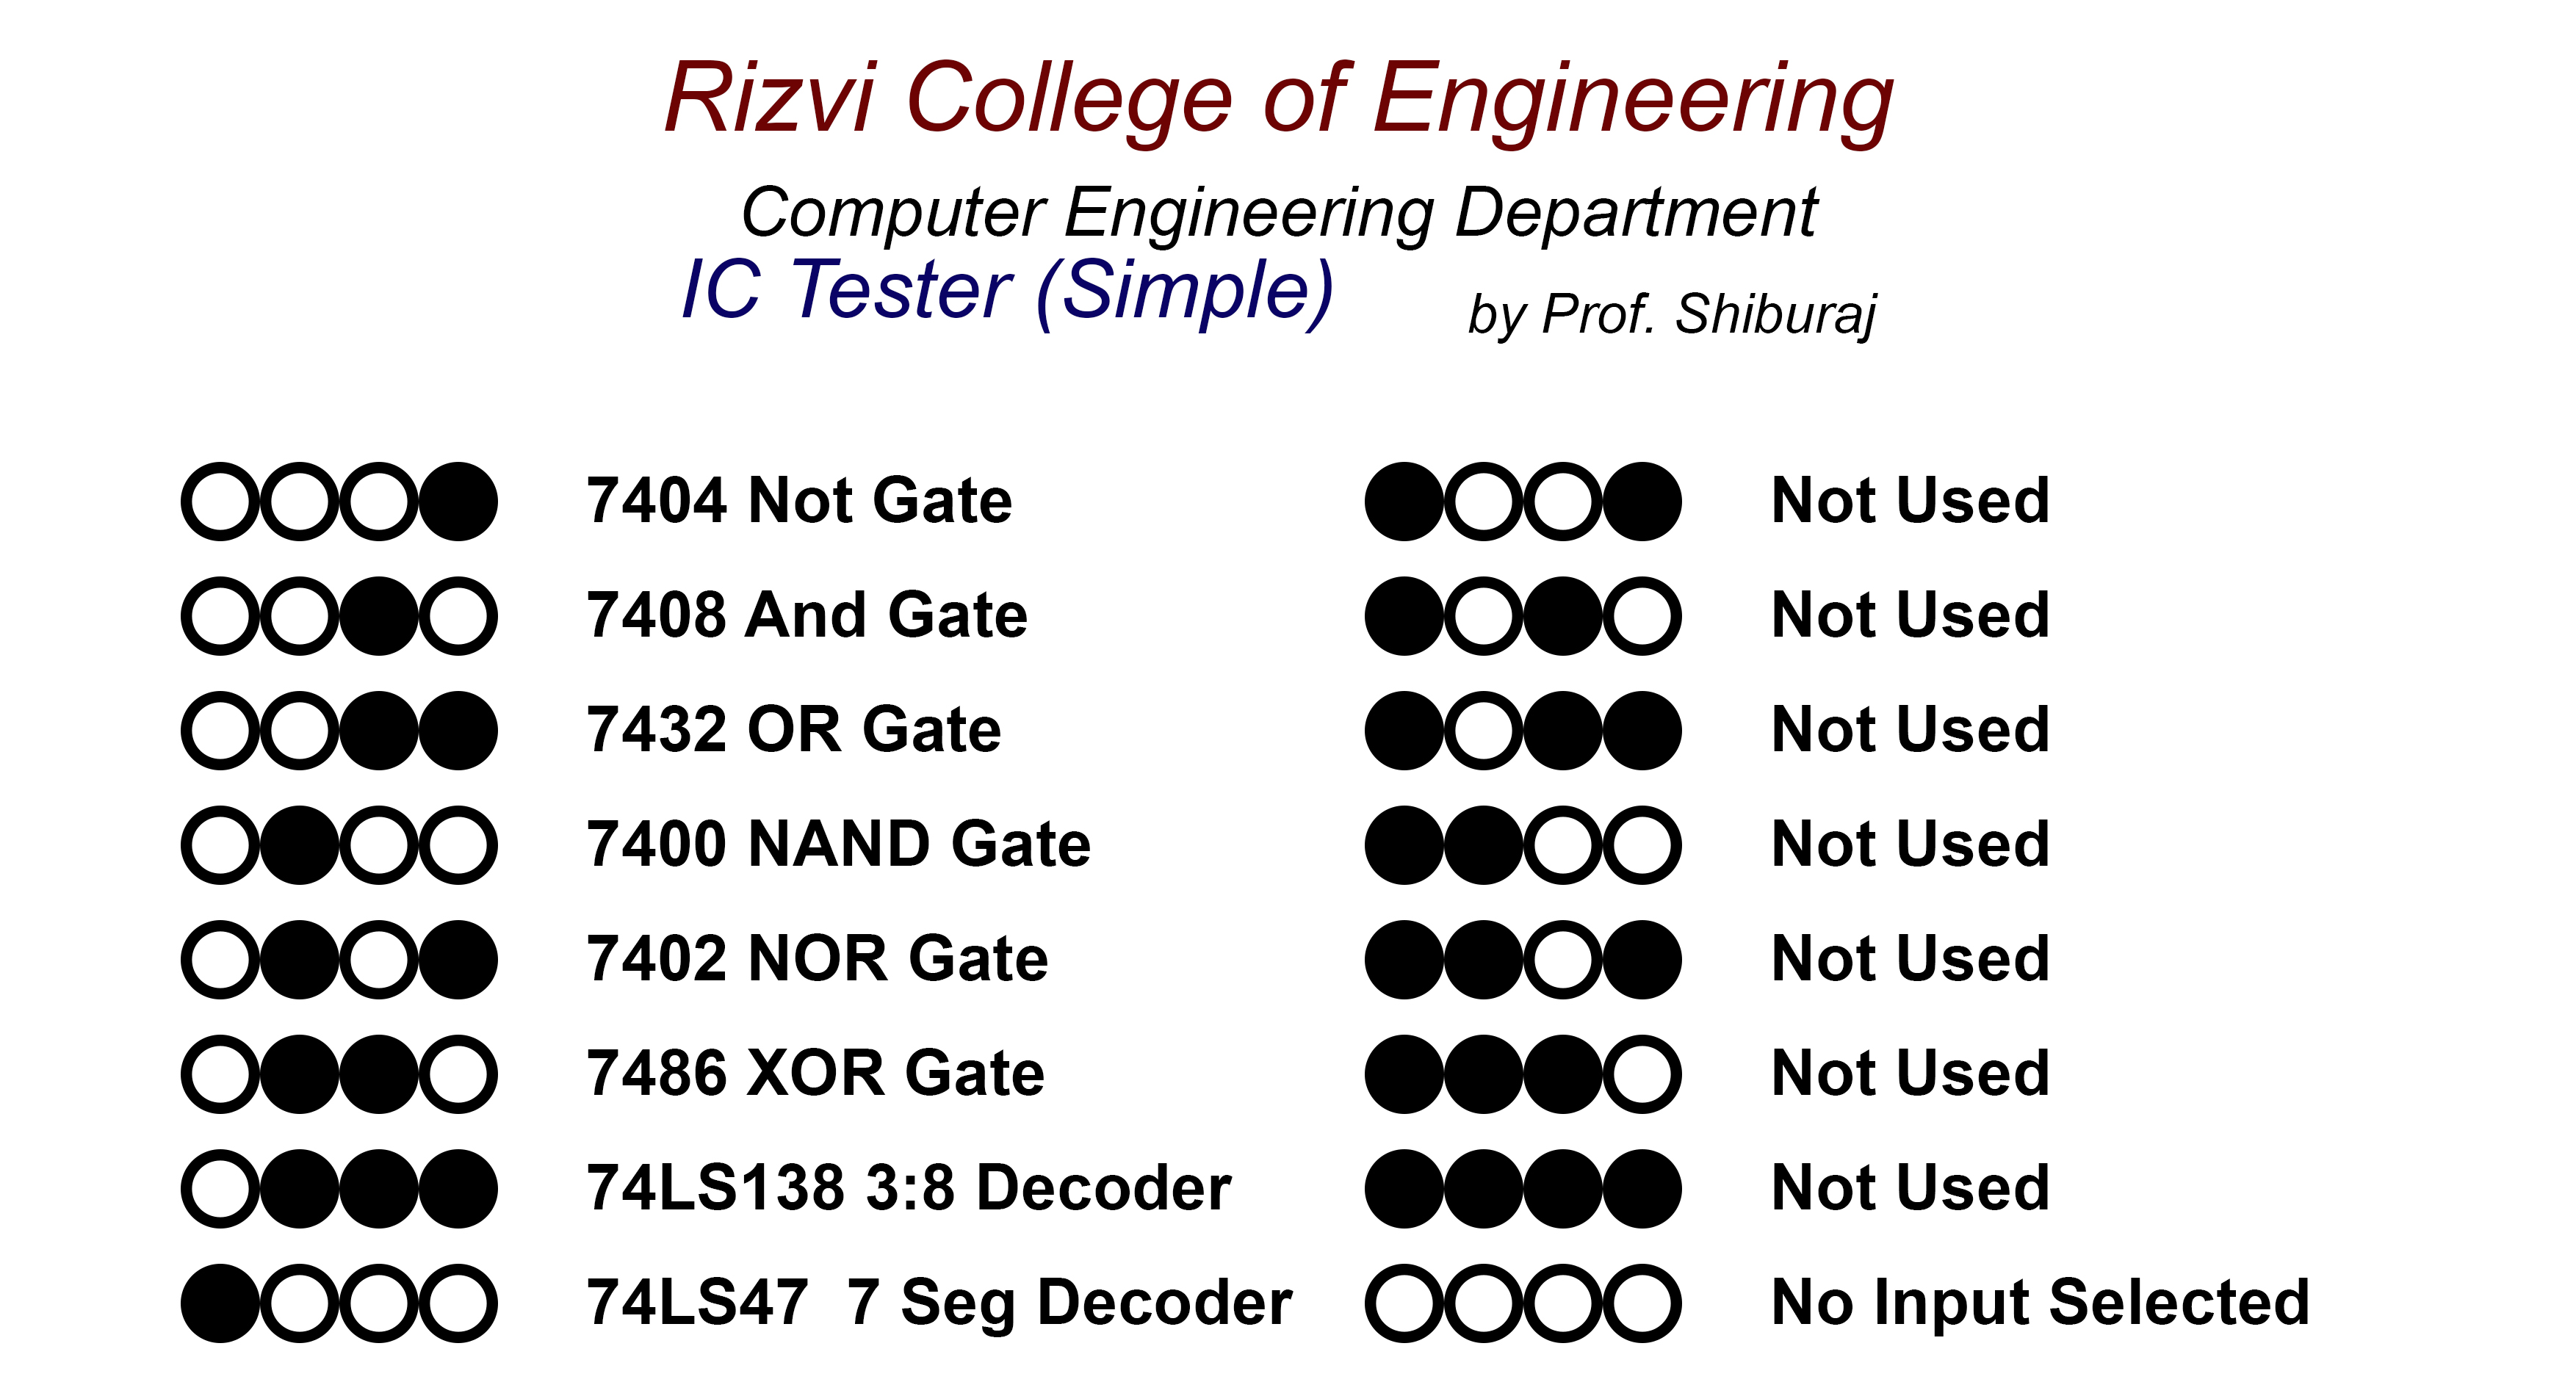 Rizvi College of Engineering
Computer Engineering Department
IC Tester (Simple) by Prof. Shiburaj
7404 Not Gate Not Used
7408 And Gate Not Used
7432 OR Gate Not Used
7400 NAND Gate Not Used
7402 NOR Gate Not Used
7486 XOR Gate Not Used
74LS138 3:8 Decoder Not Used
74LS47  7 Seg Decoder No Input Selected